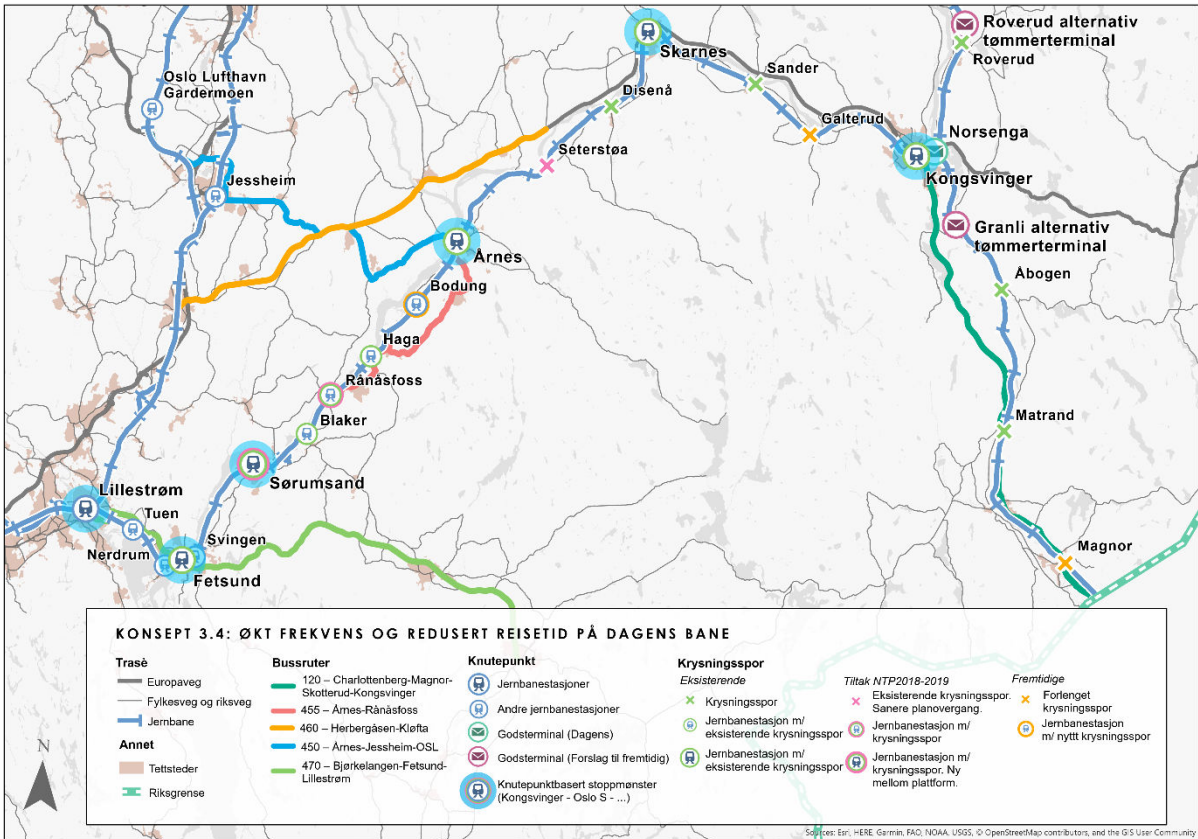 Roverud alternativ
tømmerterminal
Roverud
Skarnes
Sander
Oslo Lufthavn
Gardermoen
Disenå
Galterud
Norsenga
Seterstøa
Kongsvinger
Jessheim
Granli alternativ
tømmerterminal
Årnes
Åbogen
Bodung
Haga
Rånåsfoss
Blaker
Matrand
Sørumsand
Lillestrøm
Tuen
Svingen
Nerdrum
Magnor
Fetsund
KONSEPT 3.4: ØKT FREKVENS OG REDUSERT REISETID PÅ DAGENS BANE
Trasè
Europaveg
Fylkesveg og riksveg
Jernbane
Annet
Tettsteder
Riksgrense
N
Bussruter
120 – Charlottenberg-Magnor-
Skotterud-Kongsvinger
455 – Årnes-Rånåsfoss
460 – Herbergåsen-Kløfta
450 – Årnes-Jessheim-OSL
470 – Bjørkelangen-Fetsund-
Lillestrøm
Knutepunkt
Jernbanestasjoner
Andre jernbanestasjoner
Godsterminal (Dagens)
Godsterminal (Forslag til fremtidig)
Knutepunktbasert stoppmønster
(Kongsvinger - Oslo S - ...)
Krysningsspor
Eksisterende
Krysningsspor
Jernbanestasjon m/
eksisterende krysningsspor
Jernbanestasjon m/
eksisterende krysningsspor
Tiltak NTP2018-2019
Eksisterende krysningsspor.
Sanere planovergang.
Jernbanestasjon m/
krysningsspor
Jernbanestasjon m/
krysningsspor. Ny
mellom plattform.
Fremtidige
Forlenget
krysningsspor
Jernbanestasjon
m/ nyttt krysningsspor
Sources: Esri, HERE, Garmin, FAO, NOAA, USGS, © OpenStreetMap contributors, and the GIS User Community